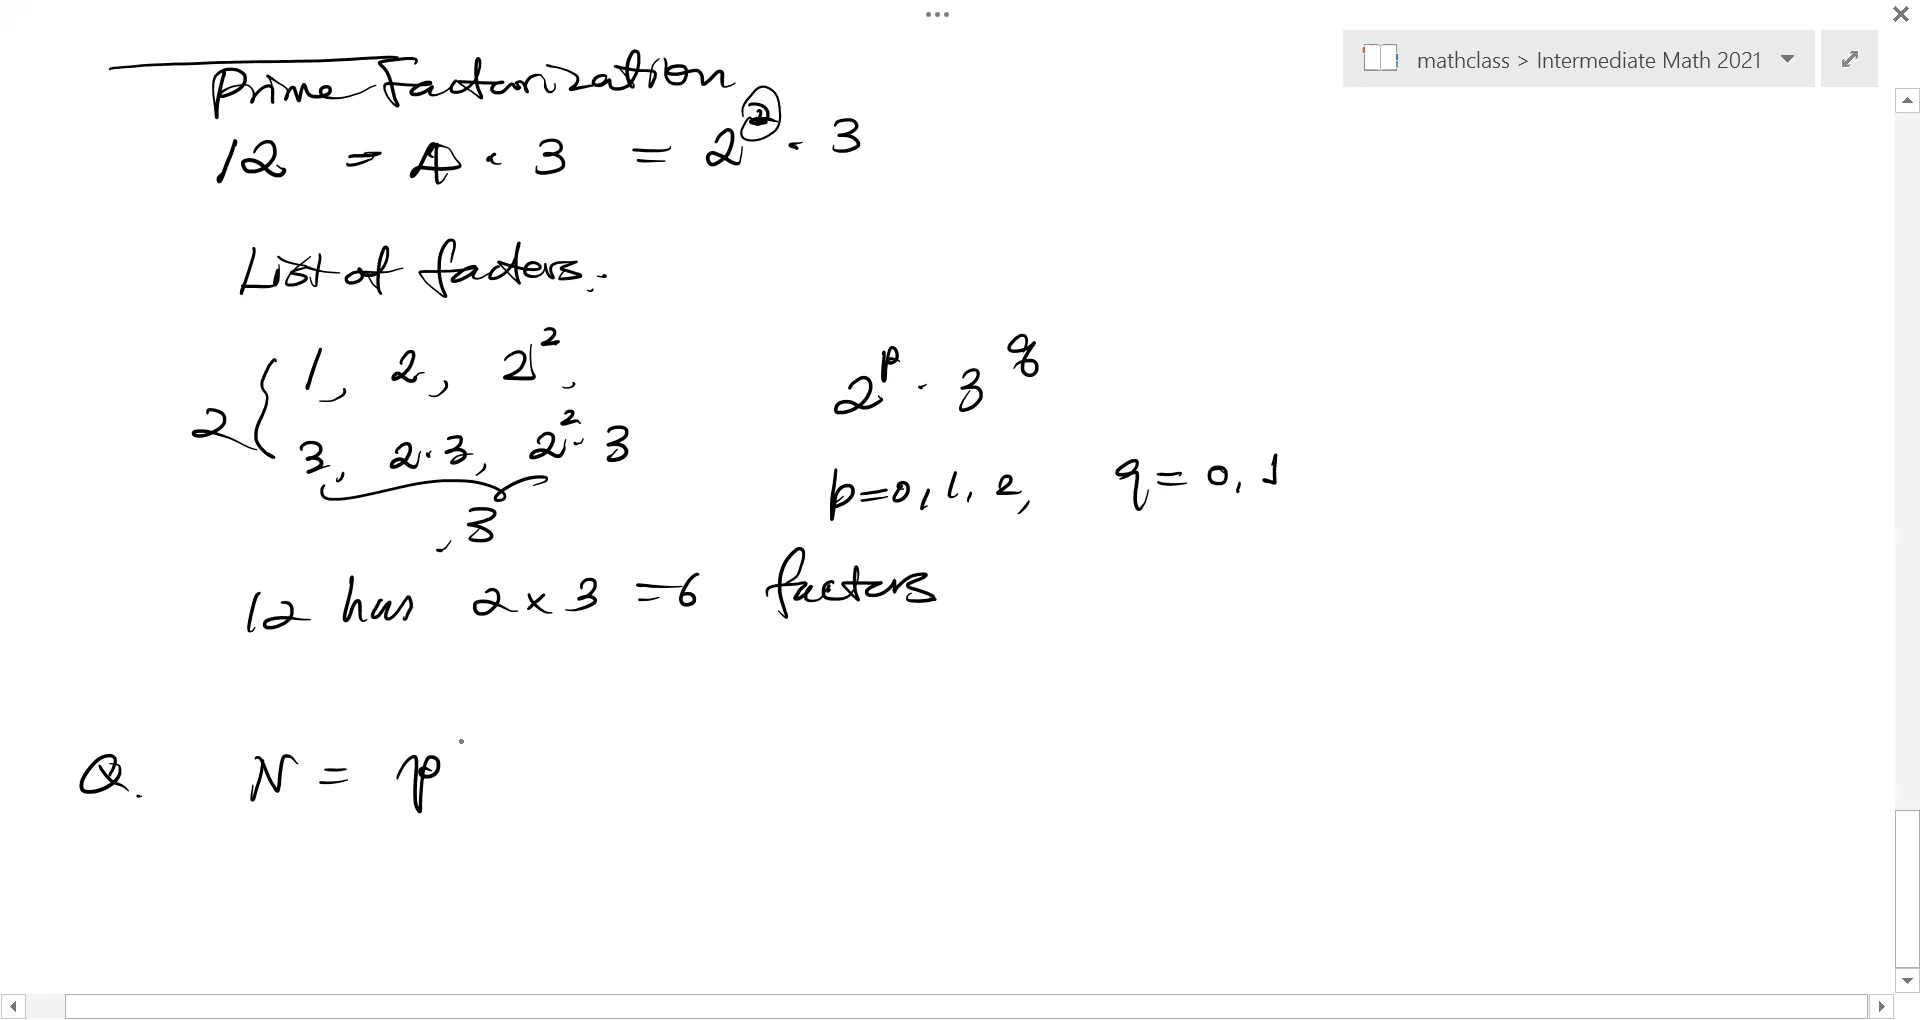 mathclass > Intermediate Math 2021
Prime Factorization
12 = 4 · 3 = 2² · 3
List of factors.
1, 2, 2²,
2 {
3, 2·3, 2²·3
3
2^p · 3^q
p=0, 1, 2, q= 0, 1
12 has 2 × 3 = 6 factors
Q. N = p